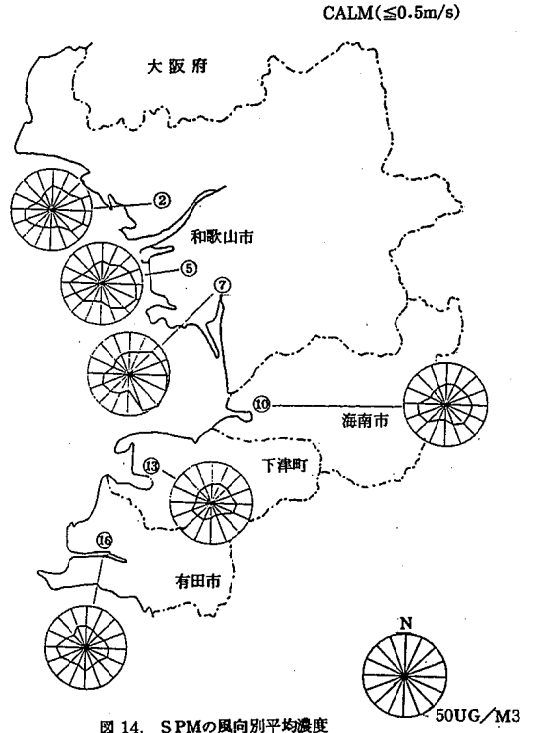 CALM(≦0.5m/s)
大阪府
②
和歌山市
⑤
⑦
⑩
海南市
⑬
下津町
⑯
有田市
N
50UG/M3
図 14. SPMの風向別平均濃度